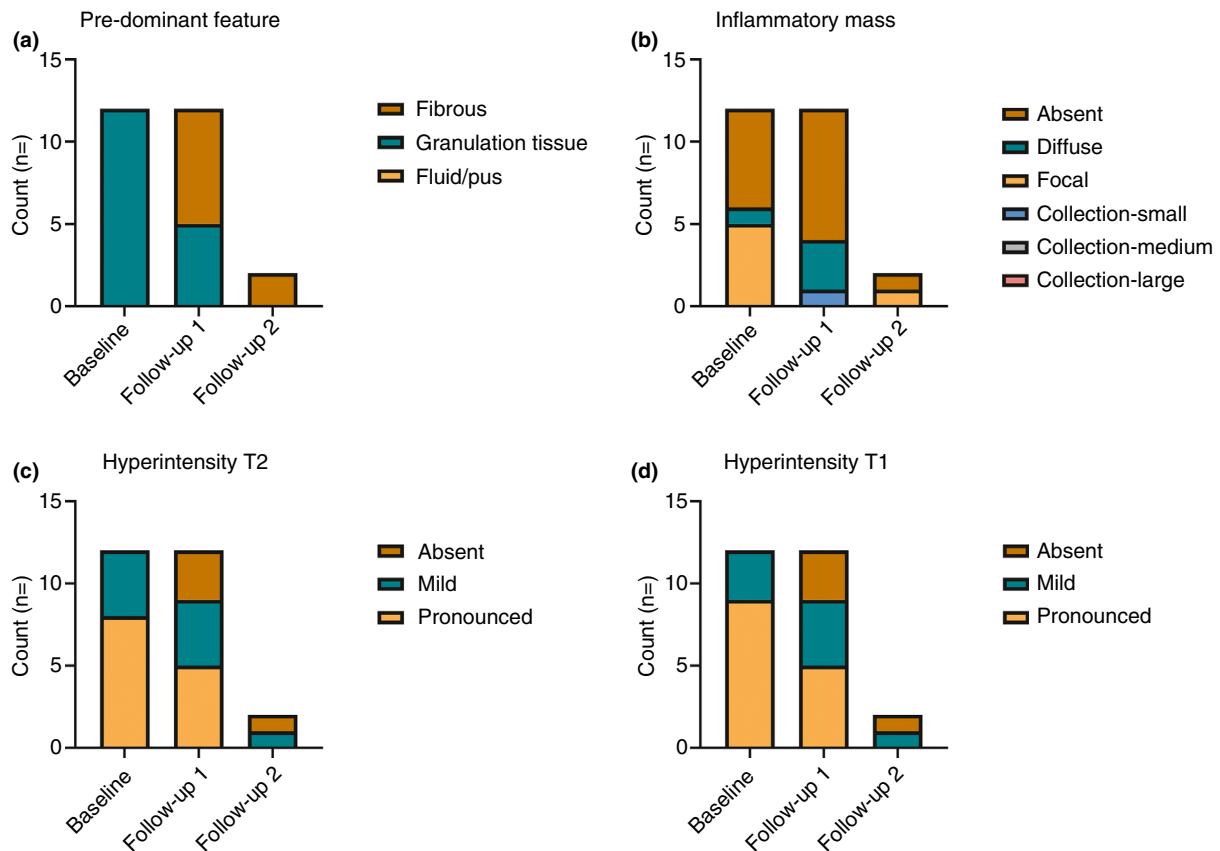 Pre-dominant feature
(a)
15
10
5
0
Count (n=)
Baseline
Follow-up 1
Follow-up 2
Fibrous
Granulation tissue
Fluid/pus
Inflammatory mass
(b)
15
10
5
0
Count (n=)
Baseline
Follow-up 1
Follow-up 2
Absent
Diffuse
Focal
Collection-small
Collection-medium
Collection-large
Hyperintensity T2
(c)
15
10
5
0
Count (n=)
Baseline
Follow-up 1
Follow-up 2
Absent
Mild
Pronounced
Hyperintensity T1
(d)
15
10
5
0
Count (n=)
Baseline
Follow-up 1
Follow-up 2
Absent
Mild
Pronounced